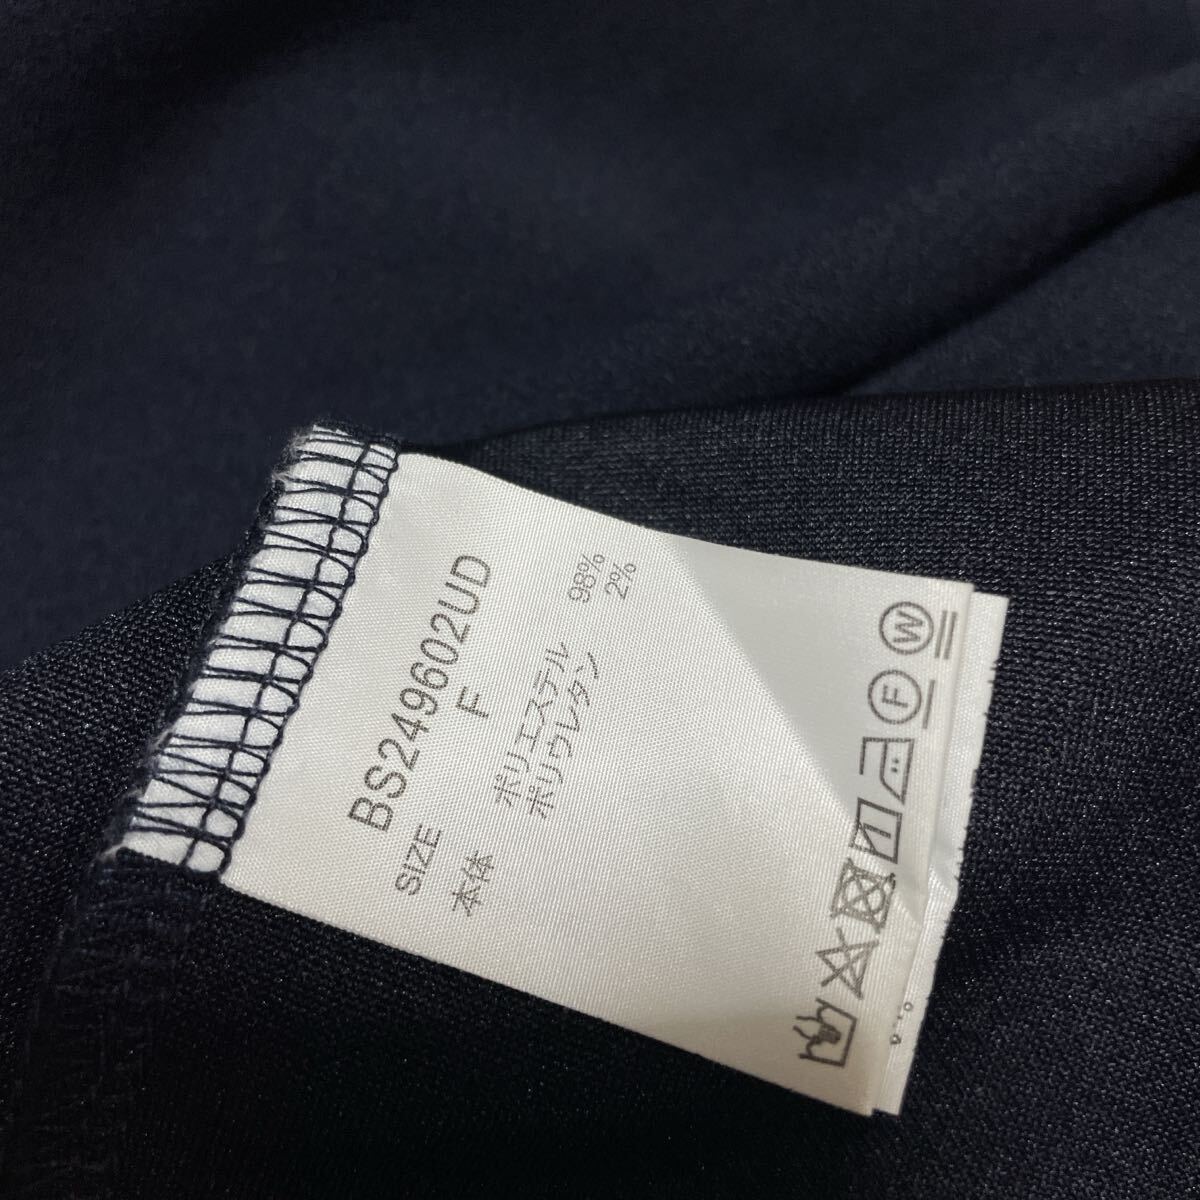 BS249602UD
SIZE F
本体
ポリエステル 98%
ポリウレタン 2%
F W